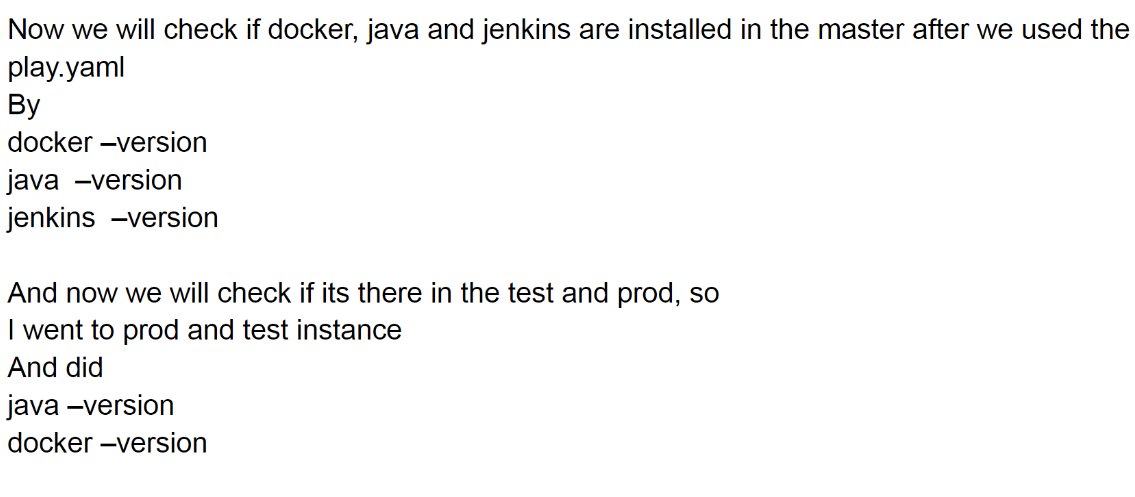 Now we will check if docker, java and jenkins are installed in the master after we used the
play.yaml
By
docker –version
java  –version
jenkins  –version
And now we will check if its there in the test and prod, so
I went to prod and test instance
And did
java –version
docker –version